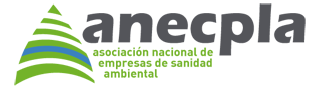 anecpla
asociación nacional de
empresas de sanidad
ambiental